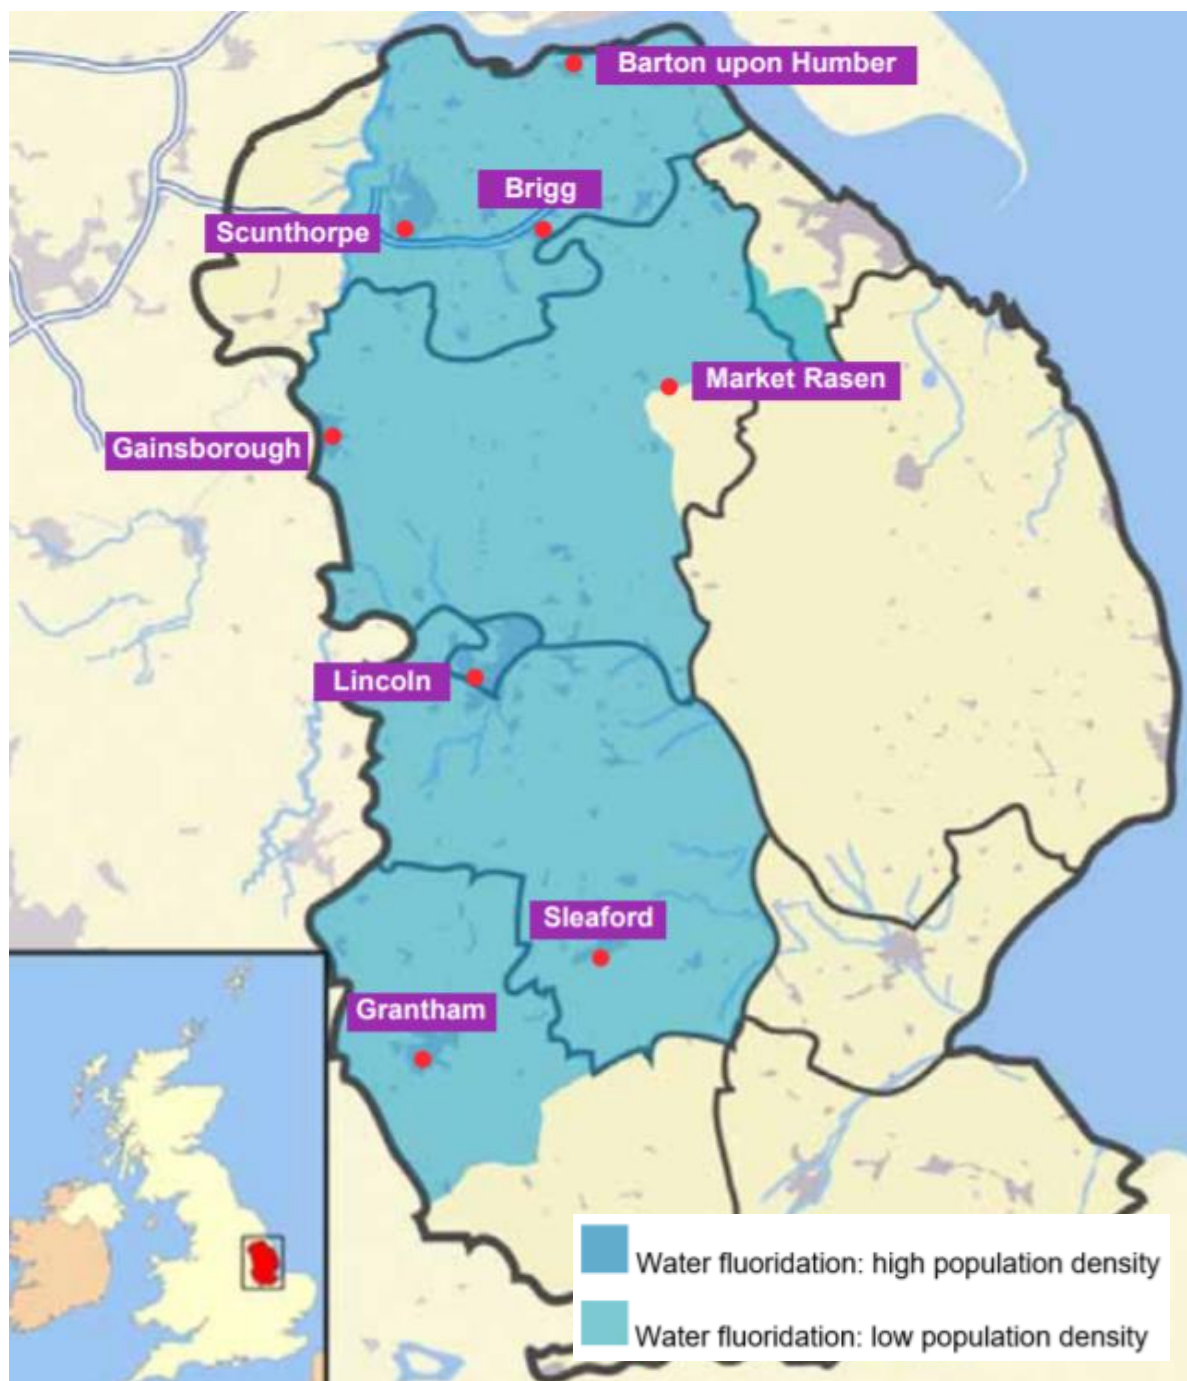 Barton upon Humber
Brigg
Scunthorpe
Market Rasen
Gainsborough
Lincoln
Sleaford
Grantham
Water fluoridation: high population density
Water fluoridation: low population density